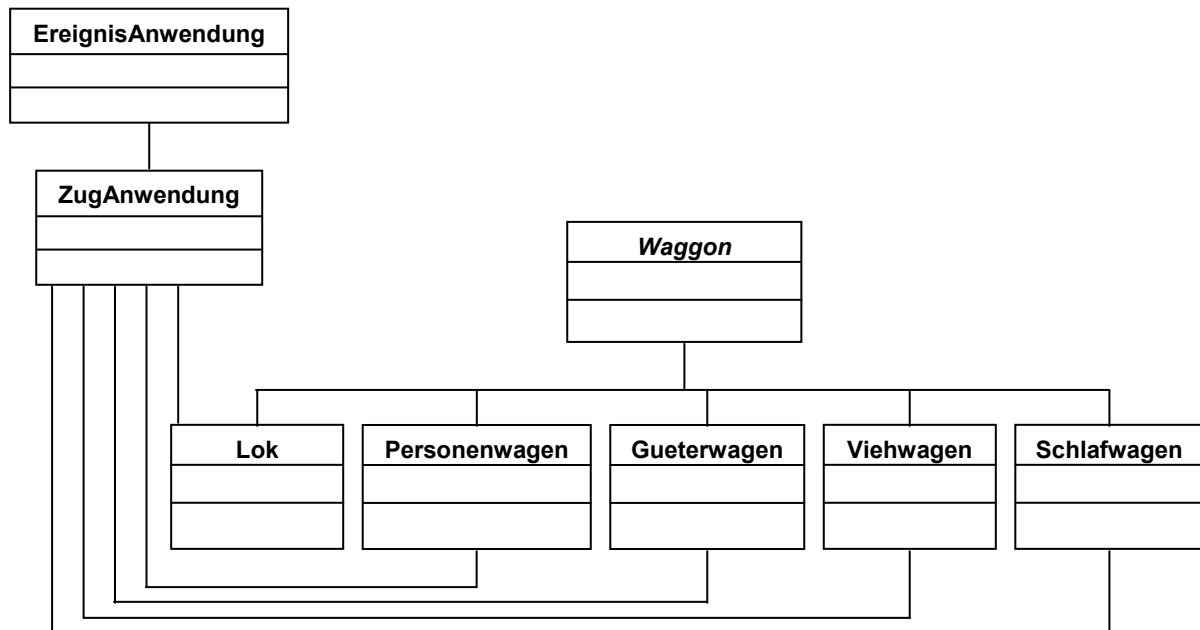 EreignisAnwendung
ZugAnwendung
Waggon
Lok
Personenwagen
Gueterwagen
Viehwagen
Schlafwagen